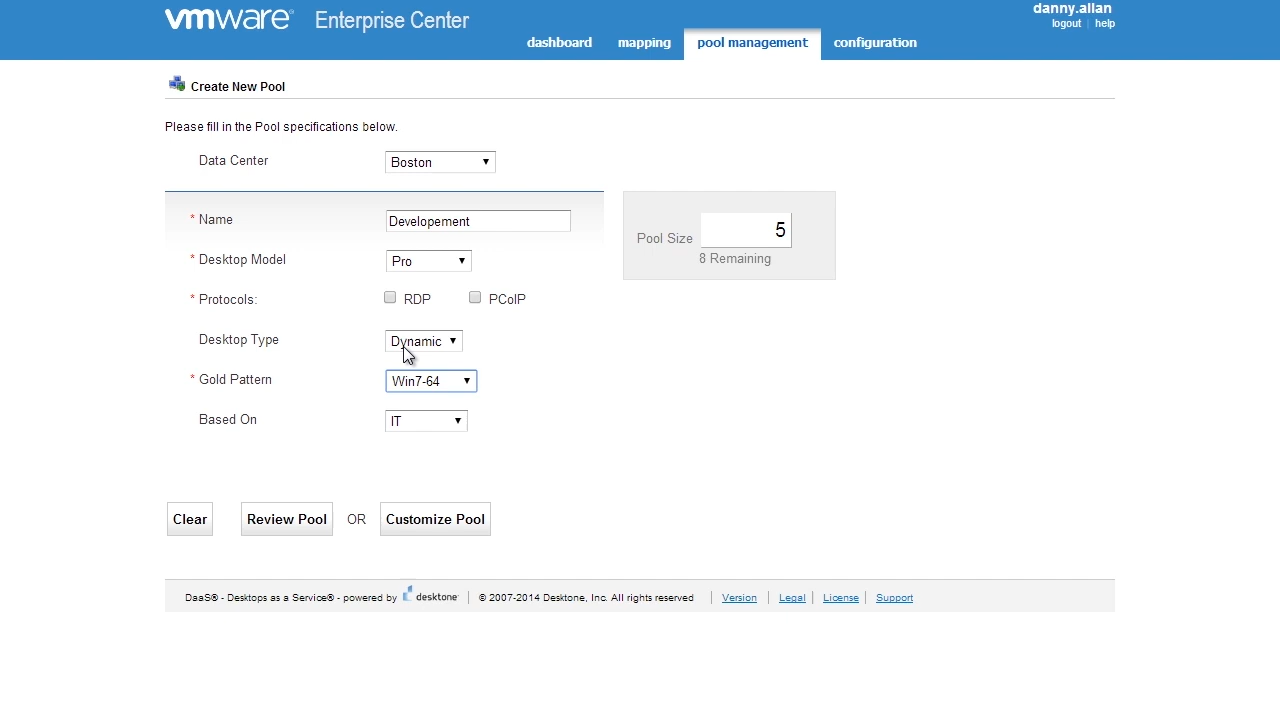 vmware® Enterprise Center
danny.allan
logout | help
dashboard mapping pool management configuration
Create New Pool
Please fill in the Pool specifications below.
Data Center Boston
* Name Developement
Pool Size 5
8 Remaining
* Desktop Model Pro
* Protocols: RDP PCoIP
Desktop Type Dynamic
* Gold Pattern Win7-64
Based On IT
Clear Review Pool OR Customize Pool
DaaS® - Desktops as a Service® - powered by desktone | © 2007-2014 Desktone, Inc. All rights reserved | Version | Legal | License | Support